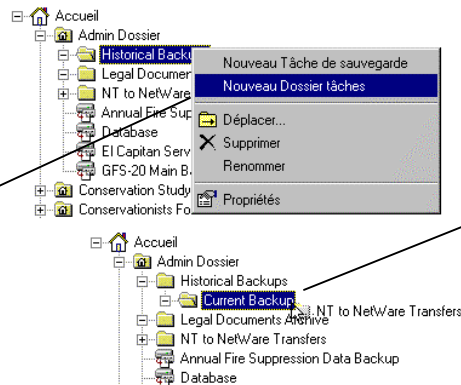 Accueil
Admin Dossier
Historical Backu
Nouveau Tâche de sauvegarde
Legal Documen
Nouveau Dossier tâches
NT to NetWare
Annual Fire Sup
Déplacer...
Database
Supprimer
El Capitan Serv
Renommer
GFS-20 Main B
Conservation Study
Propriétés
Conservationists Fo
Accueil
Admin Dossier
Historical Backups
Current Backup
NT to NetWare Transfers
Legal Documents Archive
NT to NetWare Transfers
Annual Fire Suppression Data Backup
Database